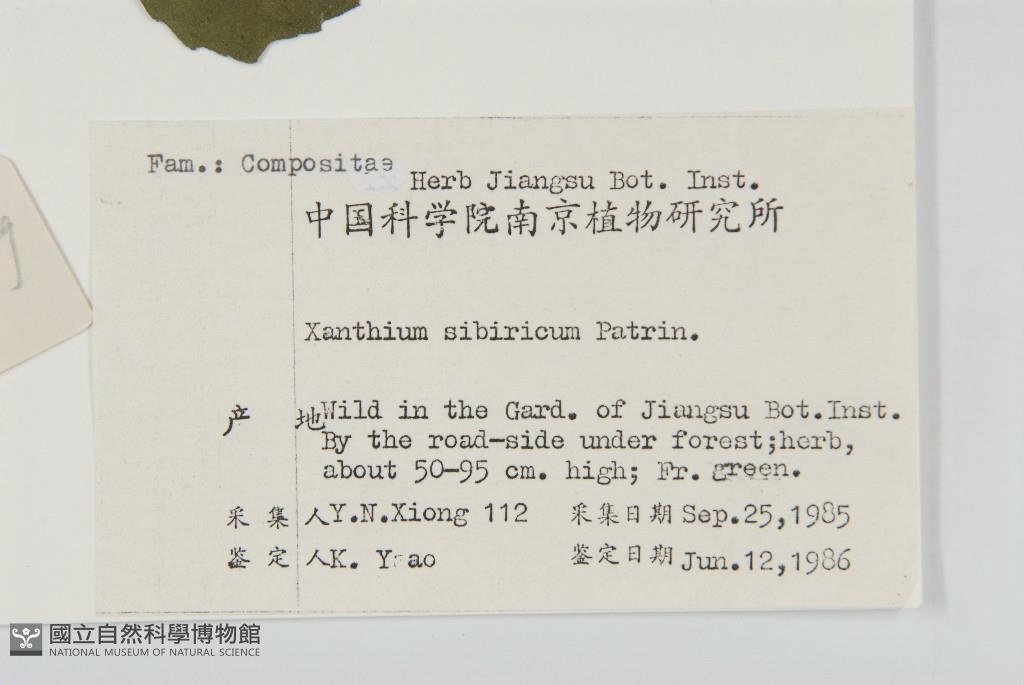 Fam.: Compositae
Herb Jiangsu Bot. Inst.
中国科学院南京植物研究所
Xanthium sibiricum Patrin.
产 地 Wild in the Gard. of Jiangsu Bot.Inst.
By the road-side under forest;herb,
about 50-95 cm. high; Fr. green.
采 集 人 Y.N.Xiong 112 采集日期 Sep.25,1985
鉴 定 人 K. Yao 鉴定日期 Jun.12,1986
國立自然科學博物館
NATIONAL MUSEUM OF NATURAL SCIENCE